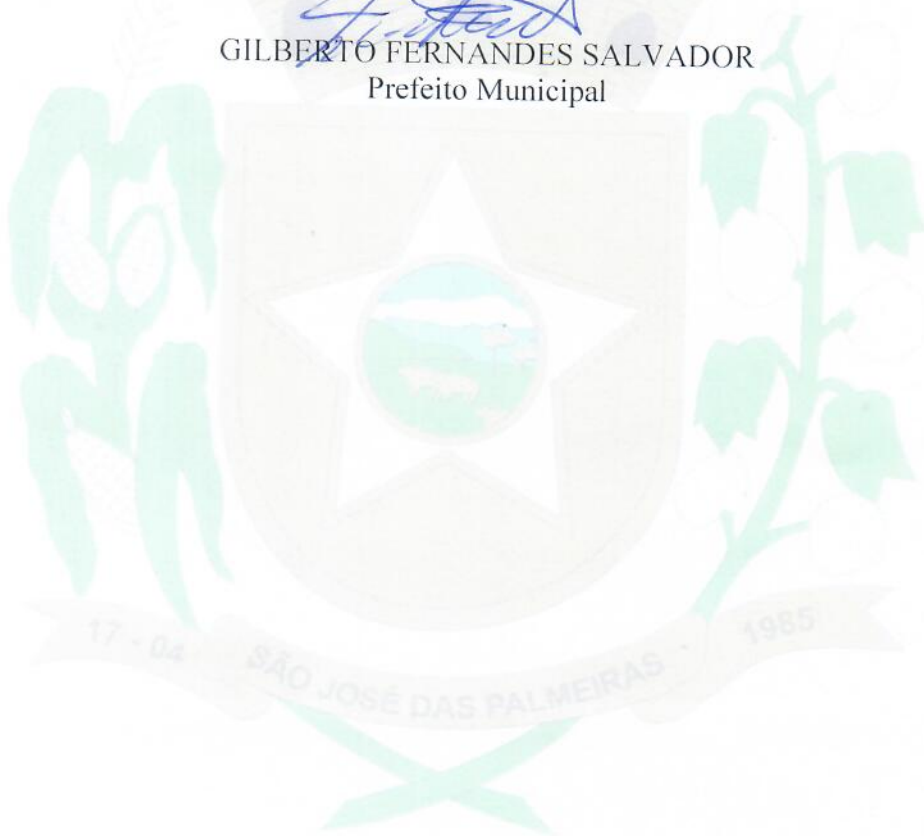 GILBERTO FERNANDES SALVADOR
Prefeito Municipal
17 - 04 SÃO JOSÉ DAS PALMEIRAS - 1985